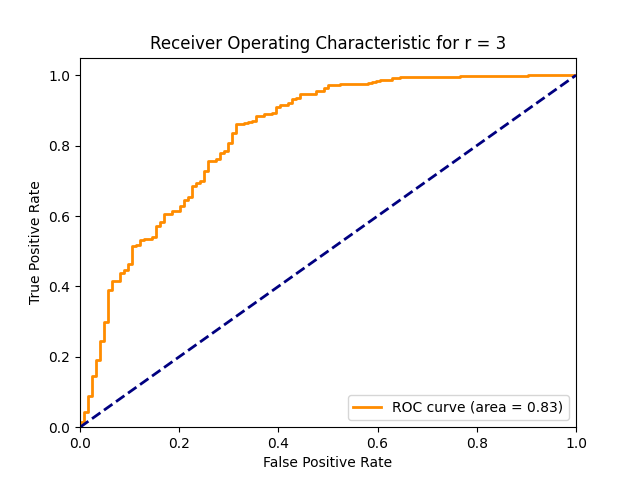 Receiver Operating Characteristic for r = 3
True Positive Rate
1.0
0.8
0.6
0.4
0.2
0.0
ROC curve (area = 0.83)
0.0 0.2 0.4 0.6 0.8 1.0
False Positive Rate